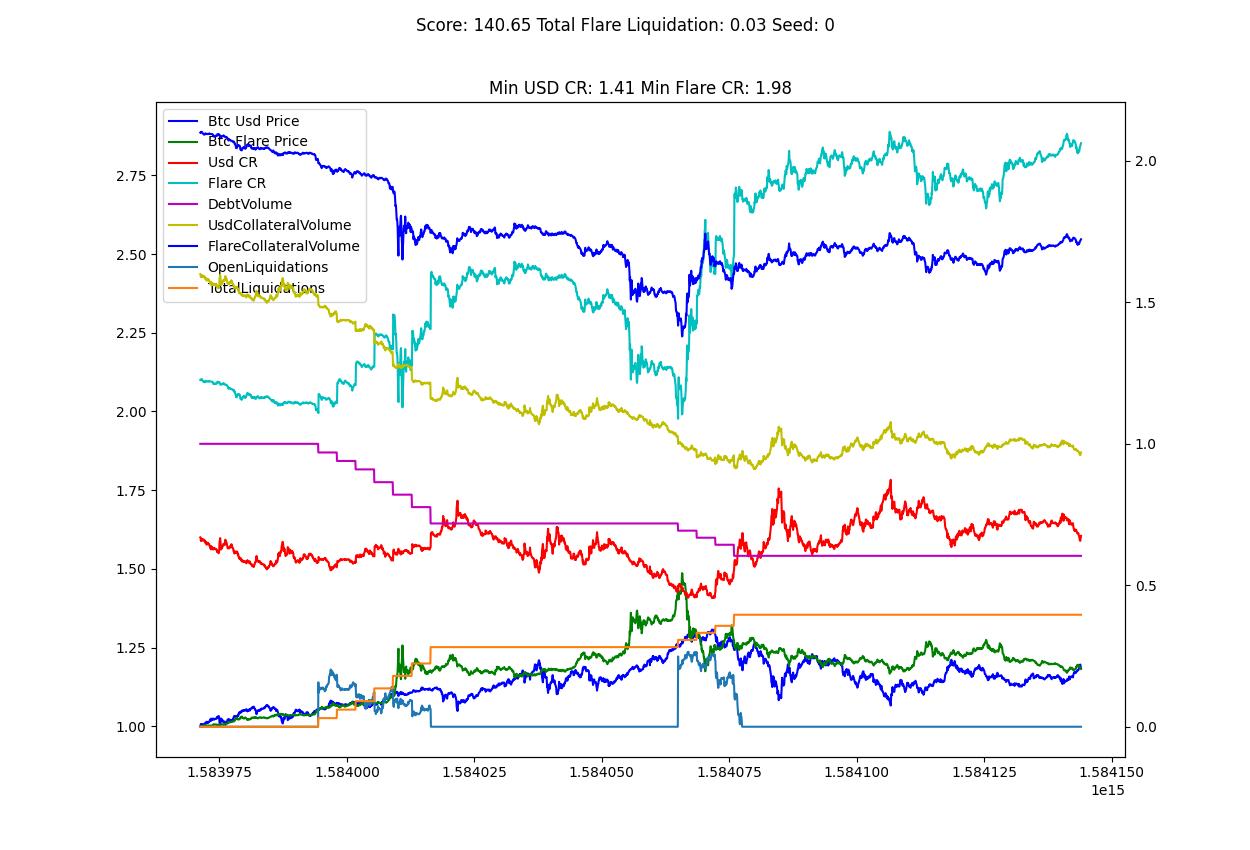 Score: 140.65 Total Flare Liquidation: 0.03 Seed: 0
Min USD CR: 1.41 Min Flare CR: 1.98
Btc Usd Price
Btc Flare Price
Usd CR
Flare CR
DebtVolume
UsdCollateralVolume
FlareCollateralVolume
OpenLiquidations
TotalLiquidations
2.75
2.50
2.25
2.00
1.75
1.50
1.25
1.00
2.0
1.5
1.0
0.5
0.0
1.583975 1.584000 1.584025 1.584050 1.584075 1.584100 1.584125 1.584150
1e15